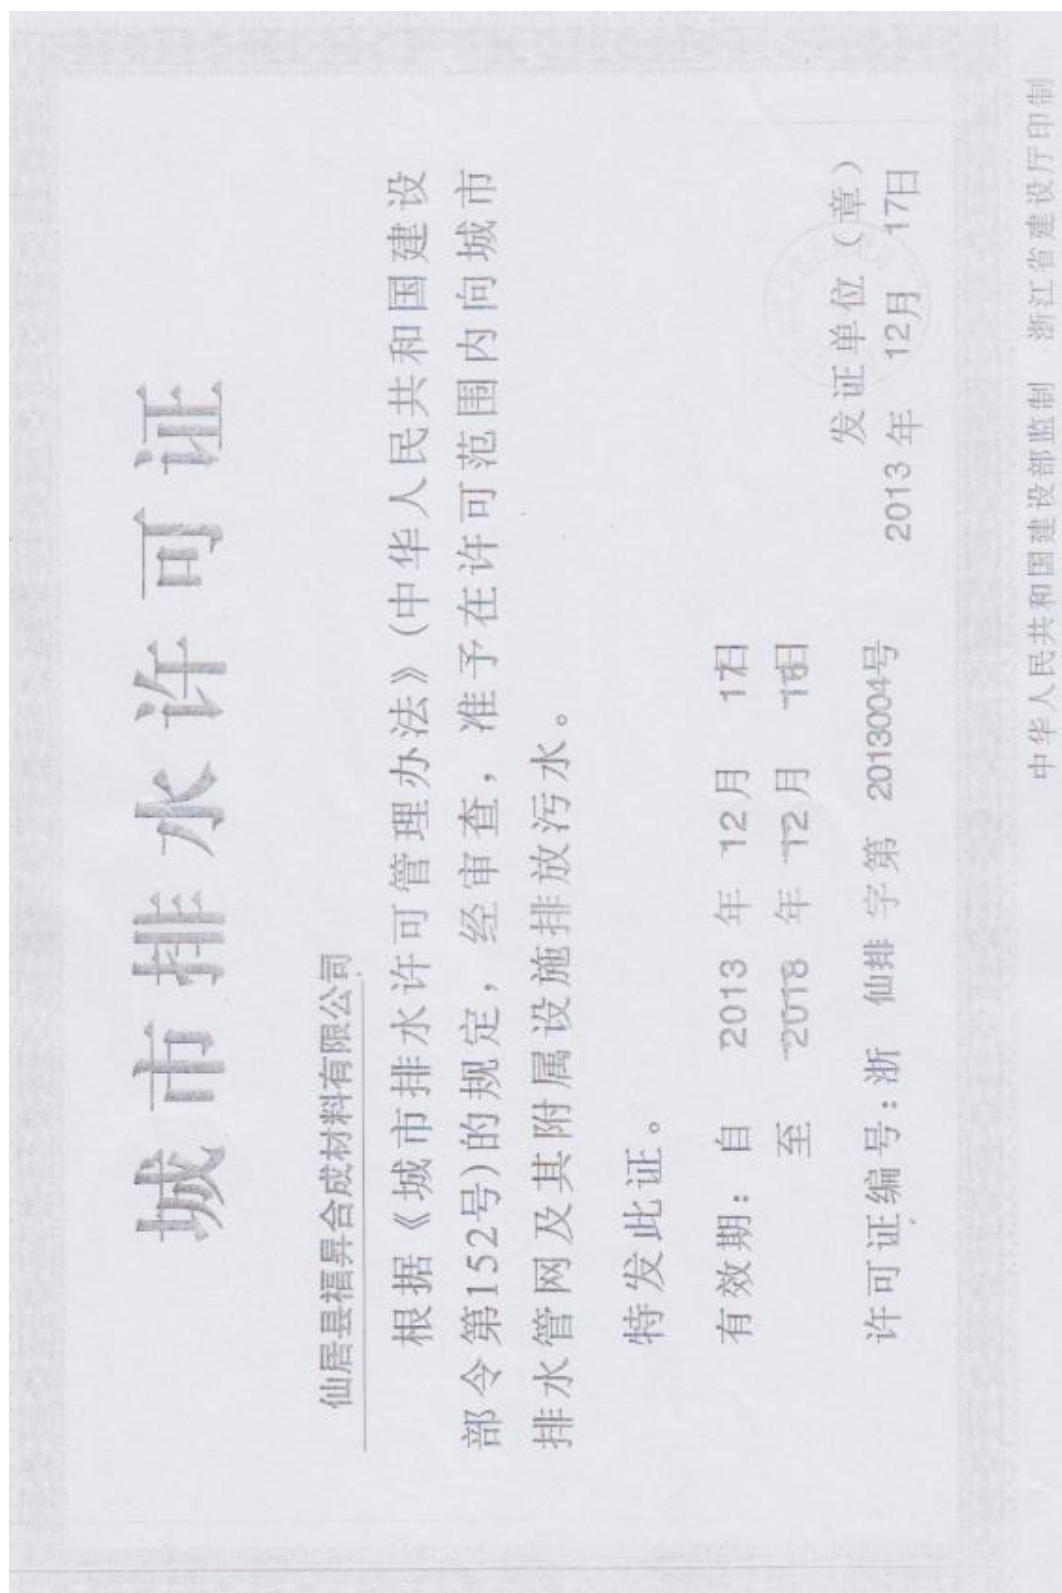 城市排水许可证
仙居县福昇合成材料有限公司
根据《城市排水许可管理办法》(中华人民共和国建设
部令第152号)的规定，经审查，准予在许可范围内向城市
排水管网及其附属设施排放污水。
特发此证。
有效期：自 2013 年 12月 17日
至 2018 年 12月 16日
许可证编号：浙 仙排 字第 2013004号
发证单位（章）
2013 年 12月 17日
中华人民共和国建设部监制 浙江省建设厅印制